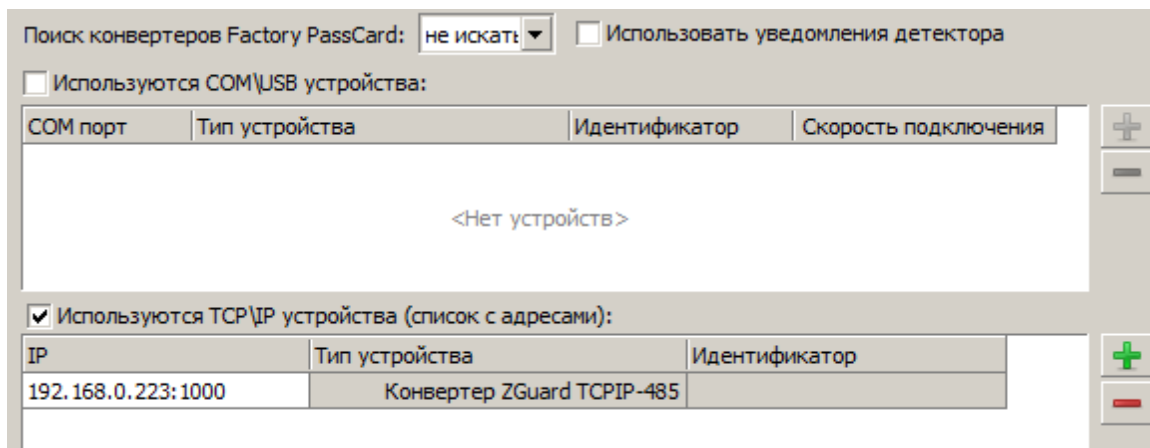 Поиск конвертеров Factory PassCard: не искать Использовать уведомления детектора
Используются COM\USB устройства:
COM порт Тип устройства Идентификатор Скорость подключения
<Нет устройств>
Используются TCP\IP устройства (список с адресами):
IP Тип устройства Идентификатор
192.168.0.223:1000 Конвертер ZGuard TCPIP-485